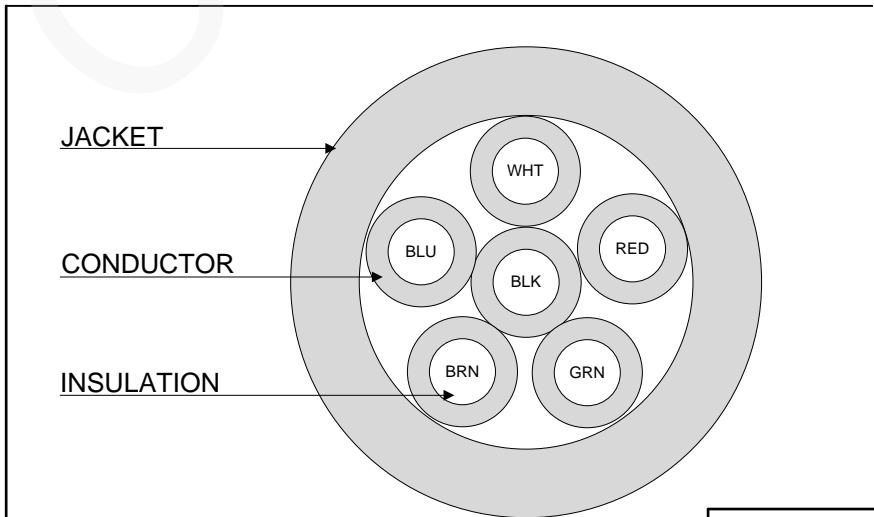 JACKET
WHT
BLU
RED
CONDUCTOR
BLK
BRN
GRN
INSULATION